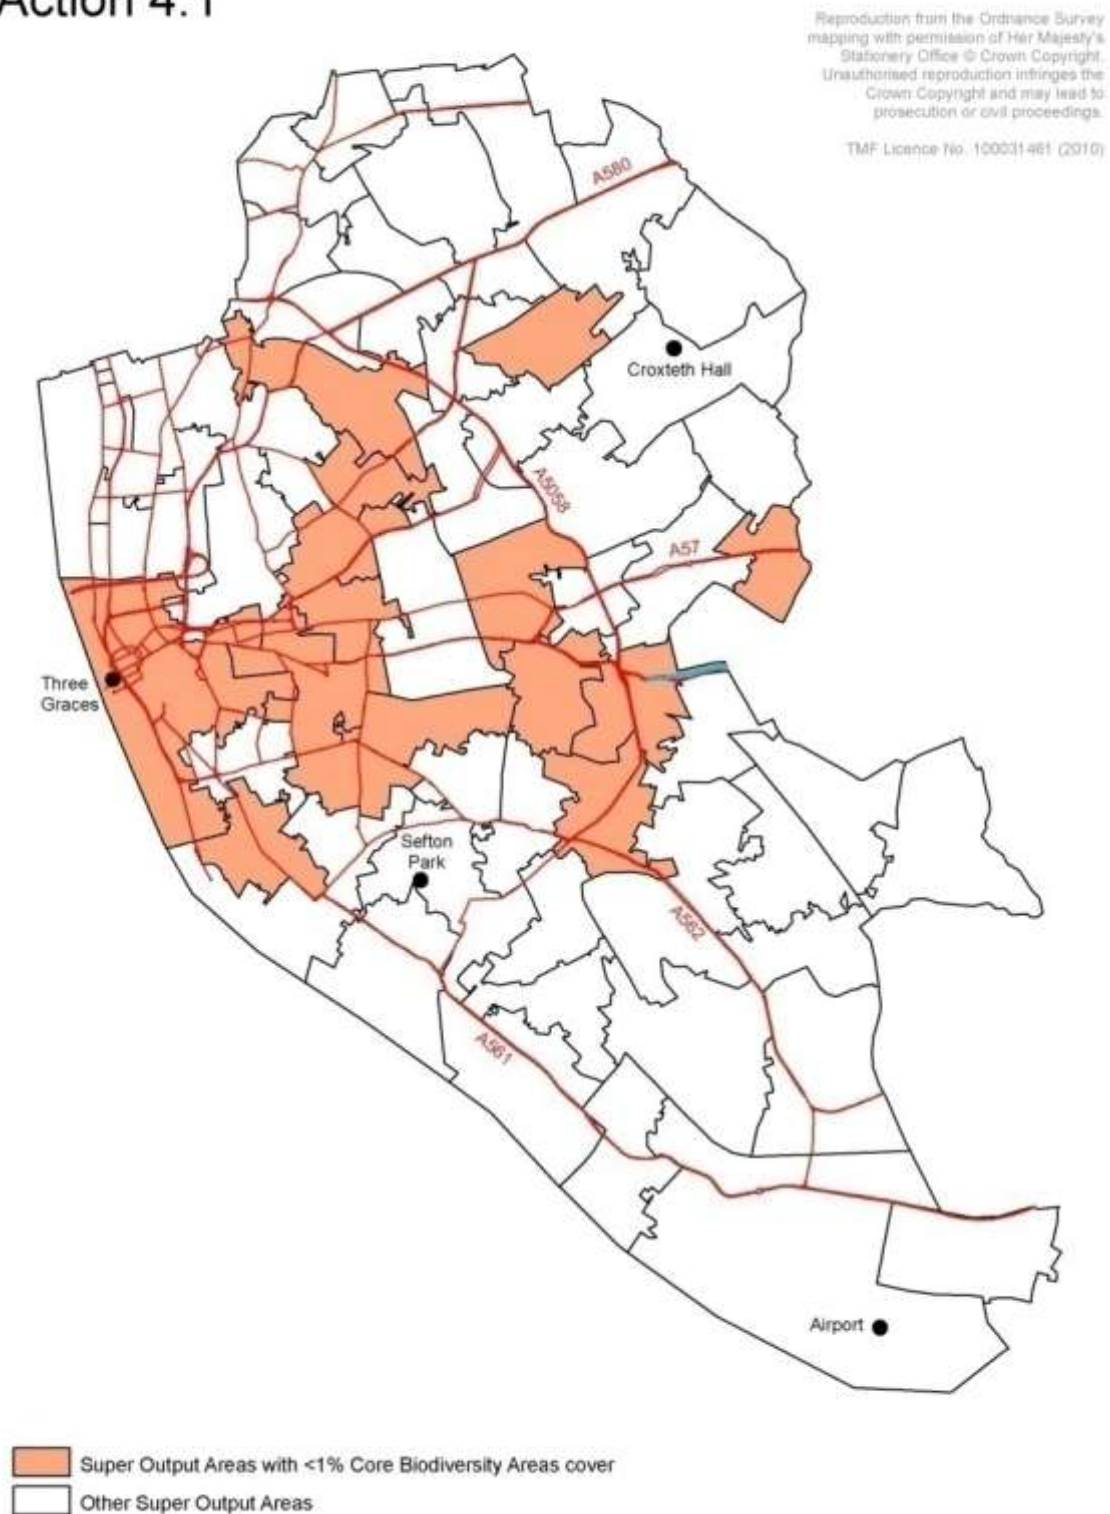 Action 4.1
Reproduction from the Ordnance Survey
mapping with permission of Her Majesty's
Stationery Office © Crown Copyright.
Unauthorised reproduction infringes the
Crown Copyright and may lead to
prosecution or civil proceedings.
TMF Licence No. 100031461 (2010)
A580
Croxteth Hall
A5058
A57
Three
Graces
Sefton
Park
A562
A561
Airport
Super Output Areas with <1% Core Biodiversity Areas cover
Other Super Output Areas